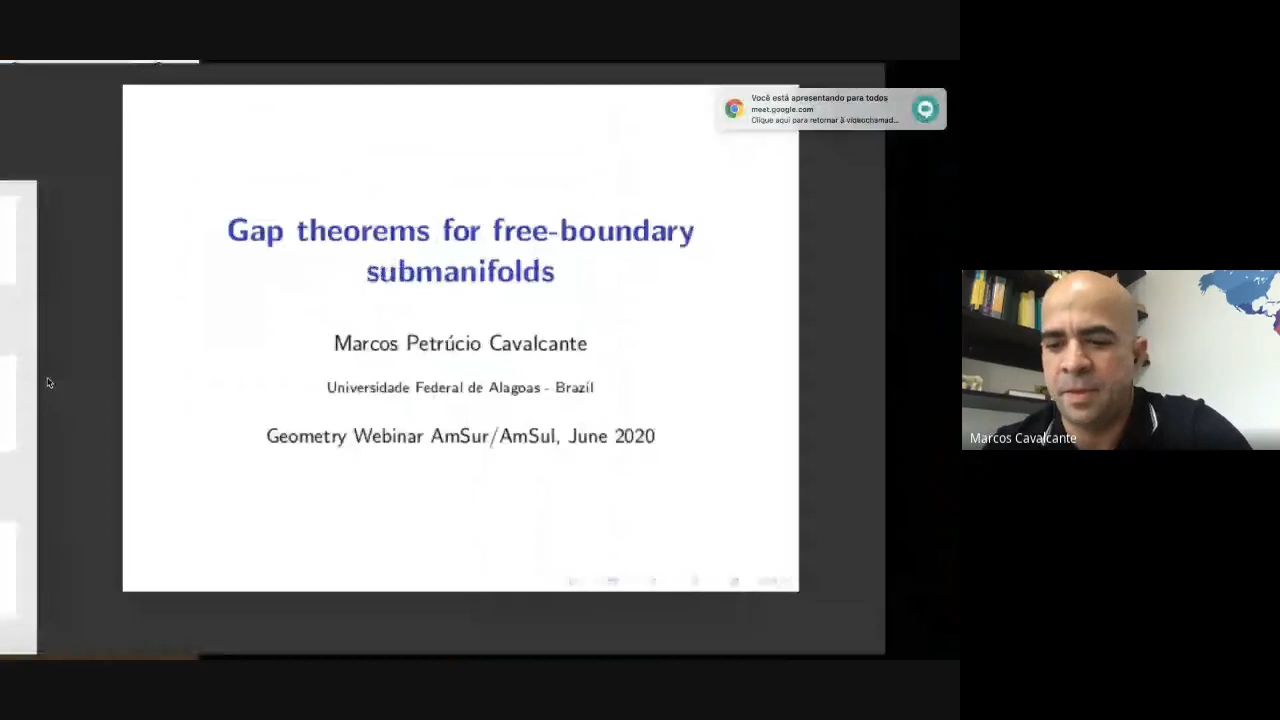 Você está apresentando para todos
meet.google.com
Clique aqui para retornar à videochamad...
Gap theorems for free-boundary
submanifolds
Marcos Petrúcio Cavalcante
Universidade Federal de Alagoas - Brazil
Geometry Webinar AmSur/AmSul, June 2020
Marcos Cavalcante